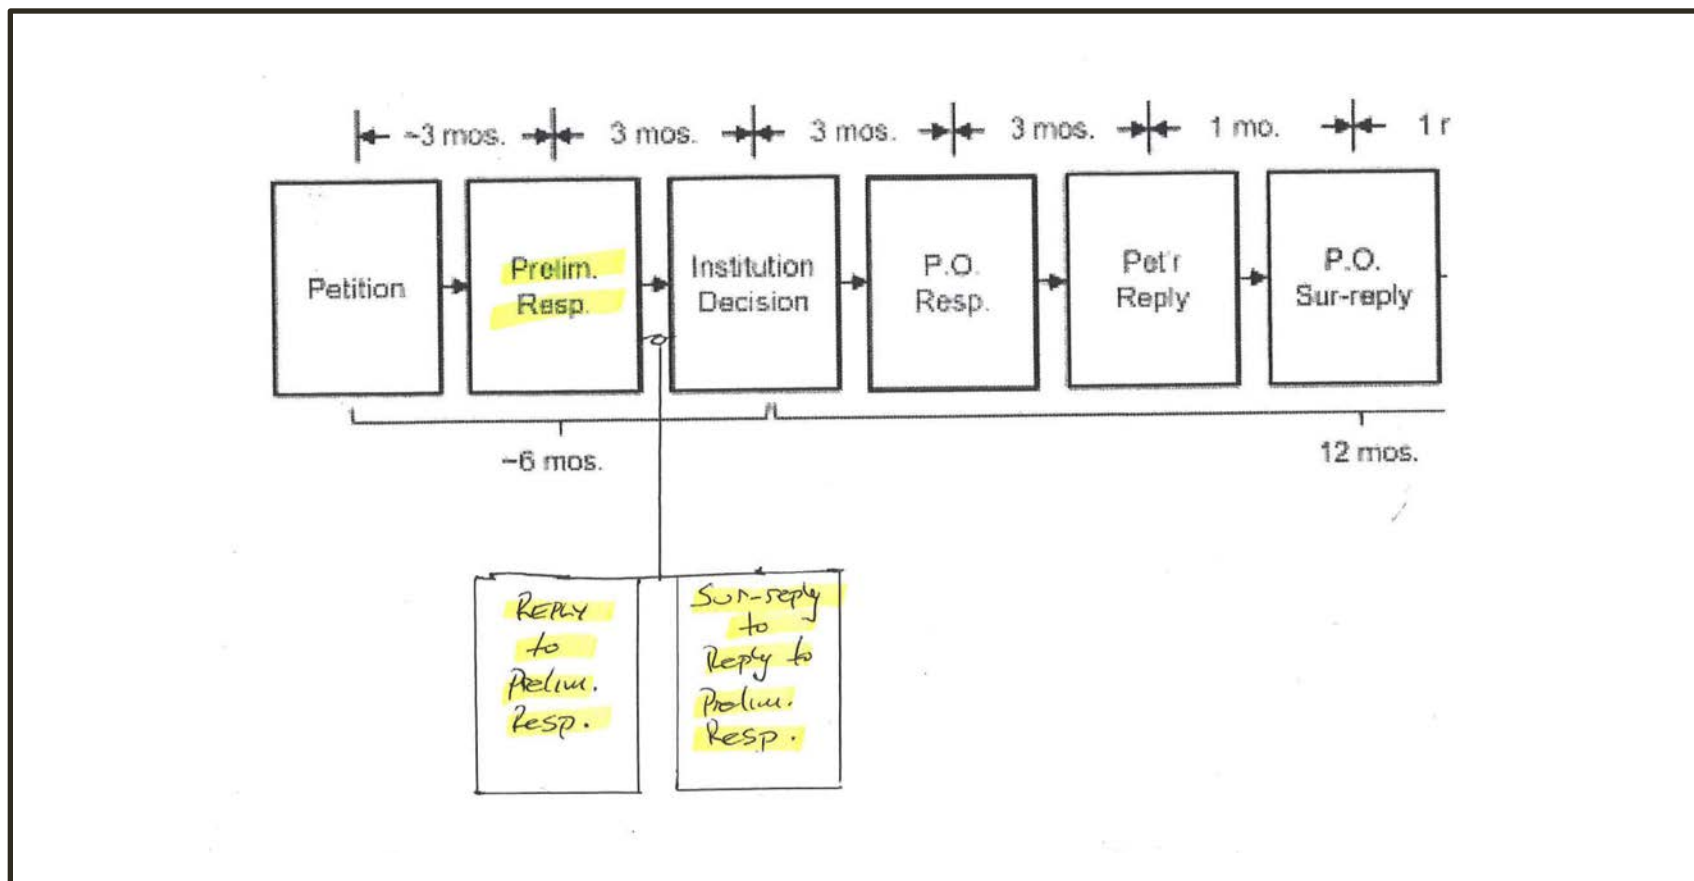 ~3 mos. 3 mos. 3 mos. 3 mos. 1 mo.
Petition
Prelim.
Resp.
Institution
Decision
P.O.
Resp.
Pet'r
Reply
P.O.
Sur-reply
~6 mos.
12 mos.
REPLY
to
Prelim.
Resp.
Sur-reply
to
Reply to
Prelim.
Resp.